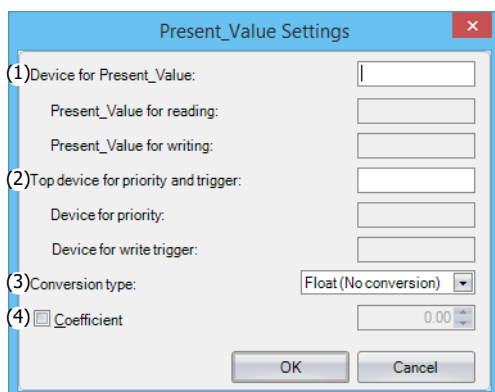 Present_Value Settings
(1)Device for Present_Value:
Present_Value for reading:
Present_Value for writing:
(2)Top device for priority and trigger:
Device for priority:
Device for write trigger:
(3)Conversion type: Float (No conversion)
(4) Coefficient 0.00
OK Cancel